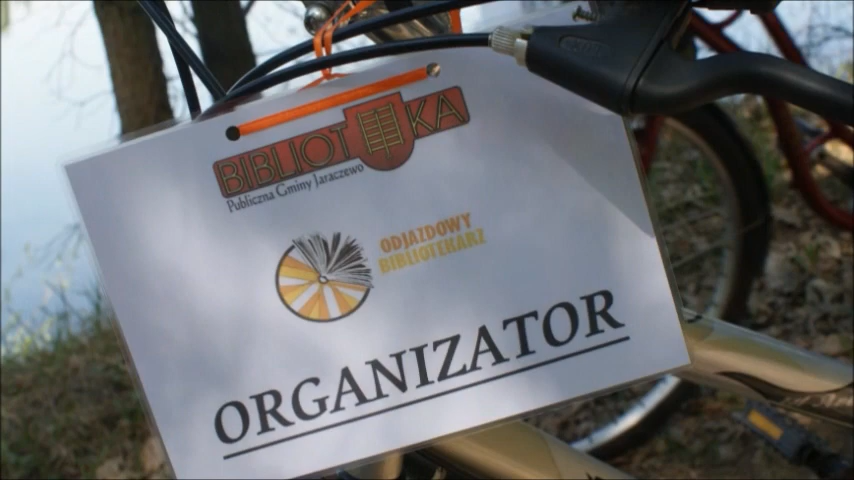 BIBLIOTEKA
Publiczna Gminy Jaraczewo
ODJAZDOWY
BIBLIOTEKARZ
ORGANIZATOR